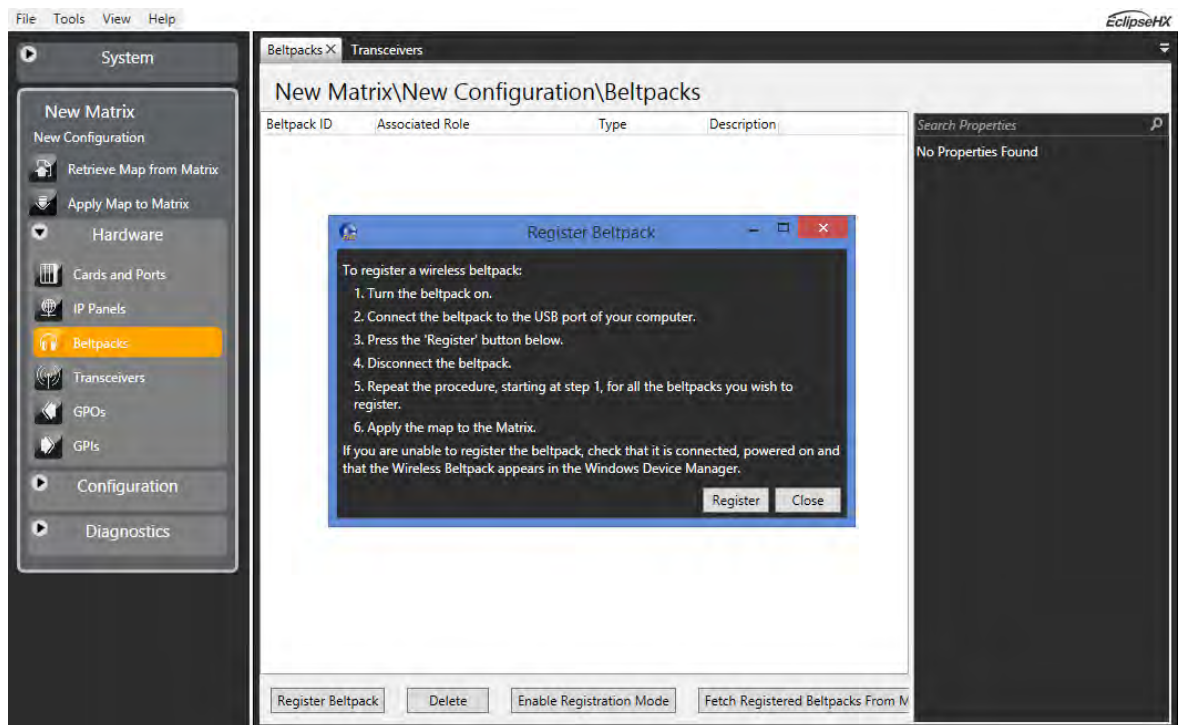 File Tools View Help
EclipseHX
System
New Matrix
New Configuration
Retrieve Map from Matrix
Apply Map to Matrix
Hardware
Cards and Ports
IP Panels
Beltpacks
Transceivers
GPOs
GPIs
Configuration
Diagnostics
Beltpacks X Transceivers
New Matrix\New Configuration\Beltpacks
Beltpack ID Associated Role Type Description
Search Properties
No Properties Found
Register Beltpack
To register a wireless beltpack:
1. Turn the beltpack on.
2. Connect the beltpack to the USB port of your computer.
3. Press the 'Register' button below.
4. Disconnect the beltpack.
5. Repeat the procedure, starting at step 1, for all the beltpacks you wish to
register.
6. Apply the map to the Matrix.
If you are unable to register the beltpack, check that it is connected, powered on and
that the Wireless Beltpack appears in the Windows Device Manager.
Register Close
Register Beltpack Delete Enable Registration Mode Fetch Registered Beltpacks From M